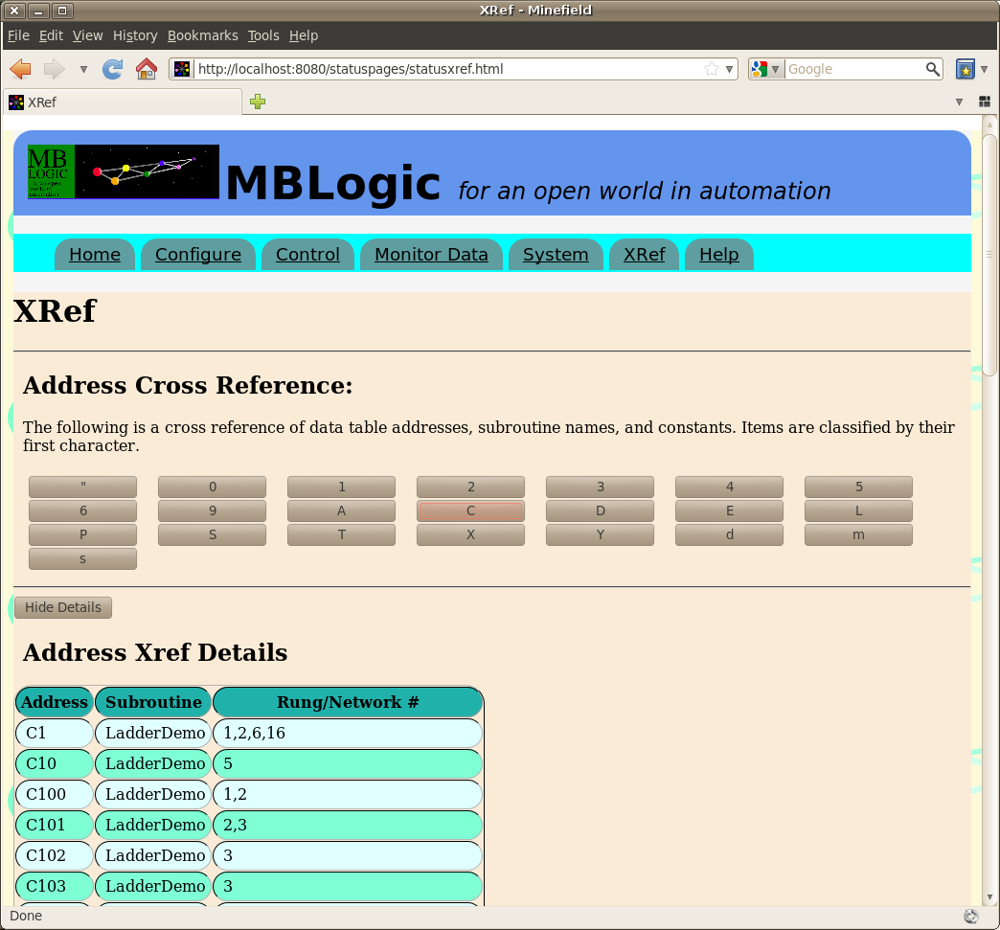 XRef - Minefield
File Edit View History Bookmarks Tools Help
http://localhost:8080/statuspages/statusxref.html Google
XRef
MB
LOGIC
MBLogic for an open world in automation
Home Configure Control Monitor Data System XRef Help
XRef
Address Cross Reference:
The following is a cross reference of data table addresses, subroutine names, and constants. Items are classified by their
first character.
" 0 1 2 3 4 5
6 9 A C D E L
P S T X Y d m
s
Hide Details
Address Xref Details
Address Subroutine Rung/Network #
C1 LadderDemo 1,2,6,16
C10 LadderDemo 5
C100 LadderDemo 1,2
C101 LadderDemo 2,3
C102 LadderDemo 3
C103 LadderDemo 3
Done